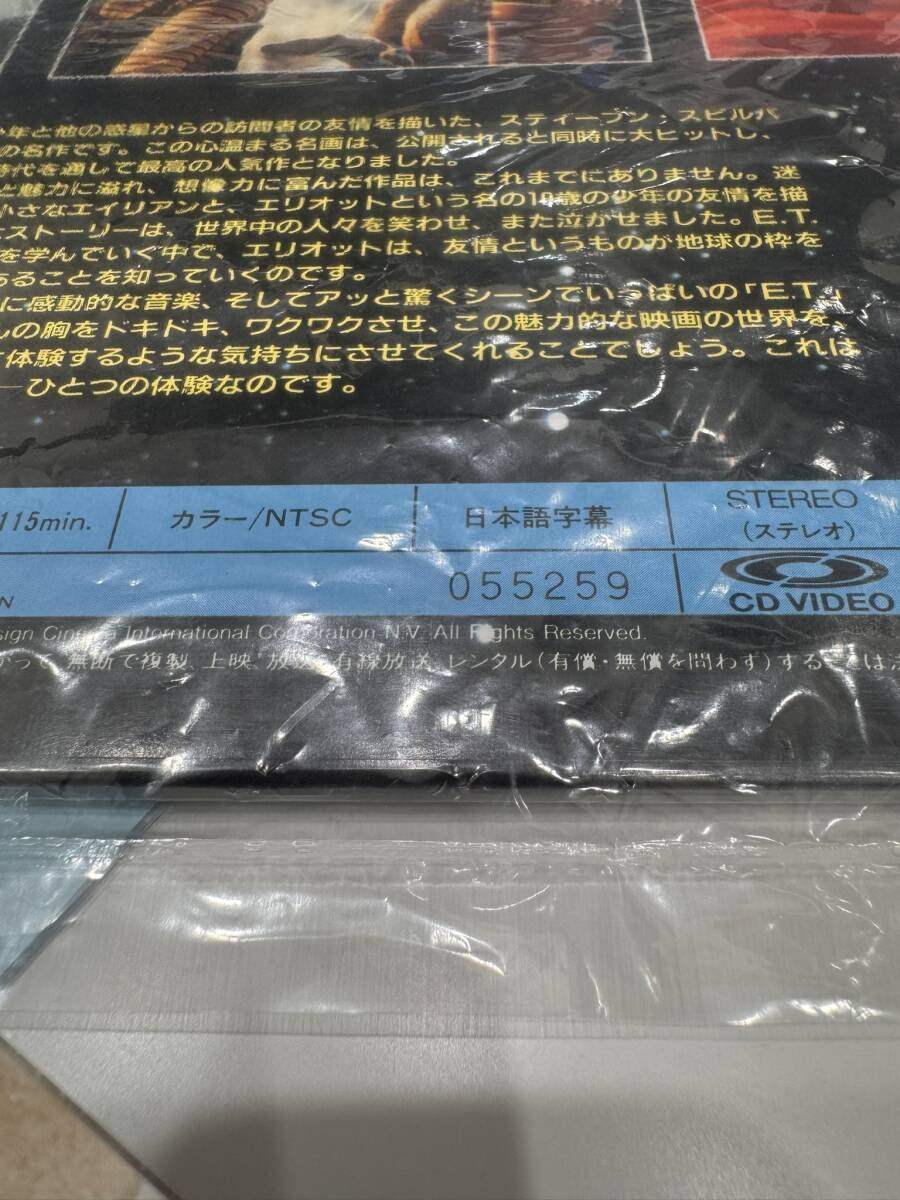 年と他の惑星からの訪問者の友情を描いた、スティーブン・スピルバ
の名作です。この心温まる名画は、公開されると同時に大ヒットし、
時代を通して最高の人気作となりました。
と魅力に溢れ、想像力に富んだ作品は、これまでにありません。迷
小さなエイリアンと、エリオットという名の10歳の少年の友情を描
ストーリーは、世界中の人々を笑わせ、また泣かせました。E.T.
を学んでいく中で、エリオットは、友情というものが地球の枠を
あることを知っていくのです。
に感動的な音楽、そしてアッと驚くシーンでいっぱいの「E.T.」
んの胸をドキドキ、ワクワクさせ、この魅力的な映画の世界を、
体験するような気持ちにさせてくれることでしょう。これは
—ひとつの体験なのです。
115min.
カラー/NTSC
日本語字幕
STEREO
(ステレオ)
N
055259
CD VIDEO
sign Cinema International Corporation N.V. All Rights Reserved.
がって、無断で複製、上映、放送、有線放送、レンタル(有償・無償を問わず)することは法